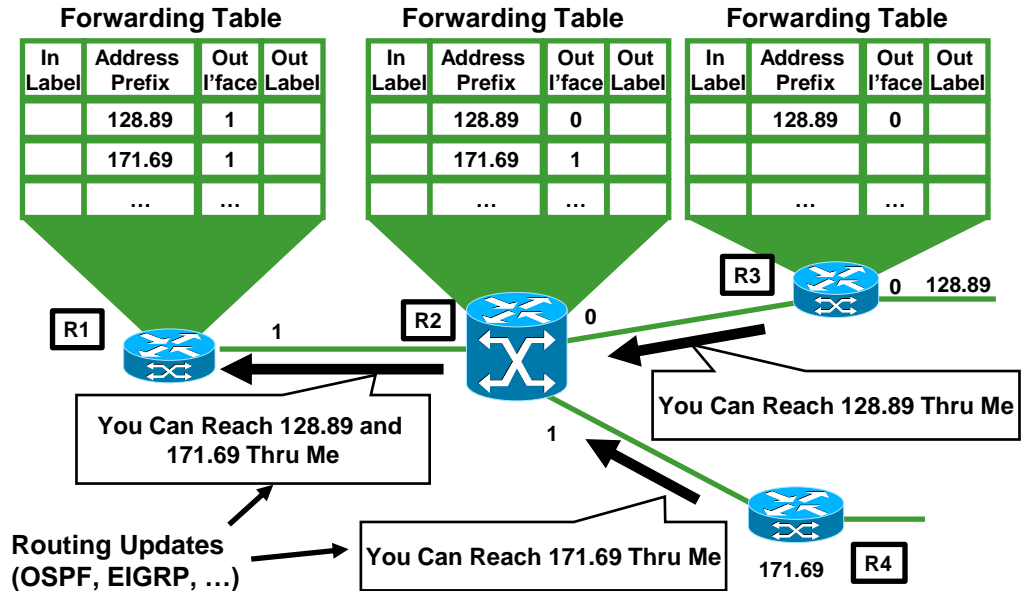 Forwarding Table Forwarding Table Forwarding Table
In Label Address Prefix Out I'face Out Label
128.89 1
171.69 1
… …
In Label Address Prefix Out I'face Out Label
128.89 0
171.69 1
… …
In Label Address Prefix Out I'face Out Label
128.89 0
… …
R3
0 128.89
R1
1
R2
0
You Can Reach 128.89 and
171.69 Thru Me
You Can Reach 128.89 Thru Me
1
Routing Updates
(OSPF, EIGRP, …)
You Can Reach 171.69 Thru Me
171.69
R4